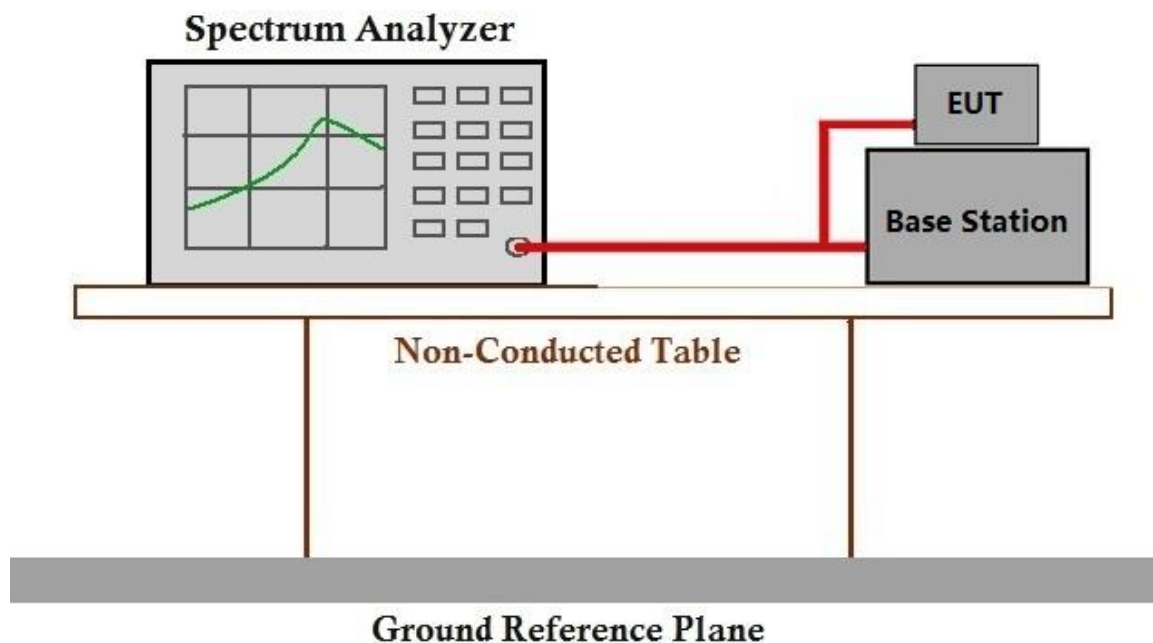 Spectrum Analyzer
EUT
Base Station
Non-Conducted Table
Ground Reference Plane